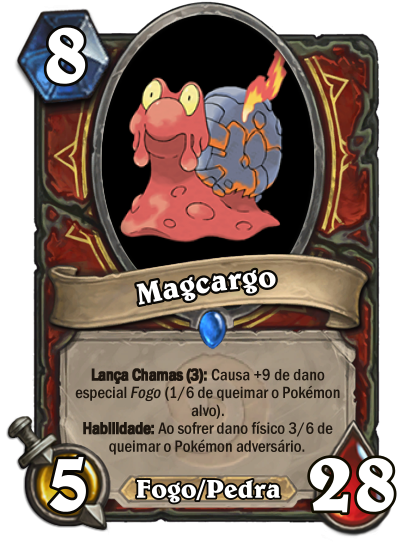 8
Magcargo
Lança Chamas (3): Causa +9 de dano
especial Fogo (1/6 de queimar o Pokémon
alvo).
Habilidade: Ao sofrer dano físico 3/6 de
queimar o Pokémon adversário.
5
Fogo/Pedra
28